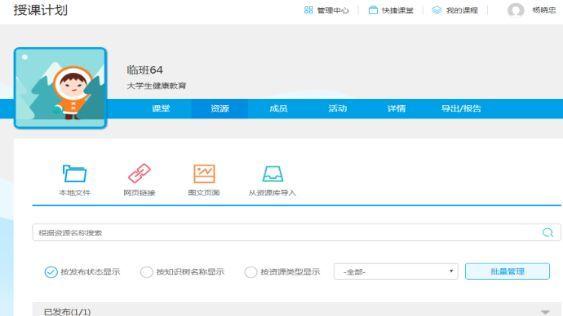 授课计划
管理中心 快捷课堂 我的课程 杨晓忠
临班64
大学生健康教育
课堂 资源 成员 活动 详情 导出/报告
本地文件 网页链接 图文页面 从资源库导入
根据资源名称搜索
按发布状态显示 按知识树名称显示 按资源类型显示 -全部- 批量管理
已发布(1/1)